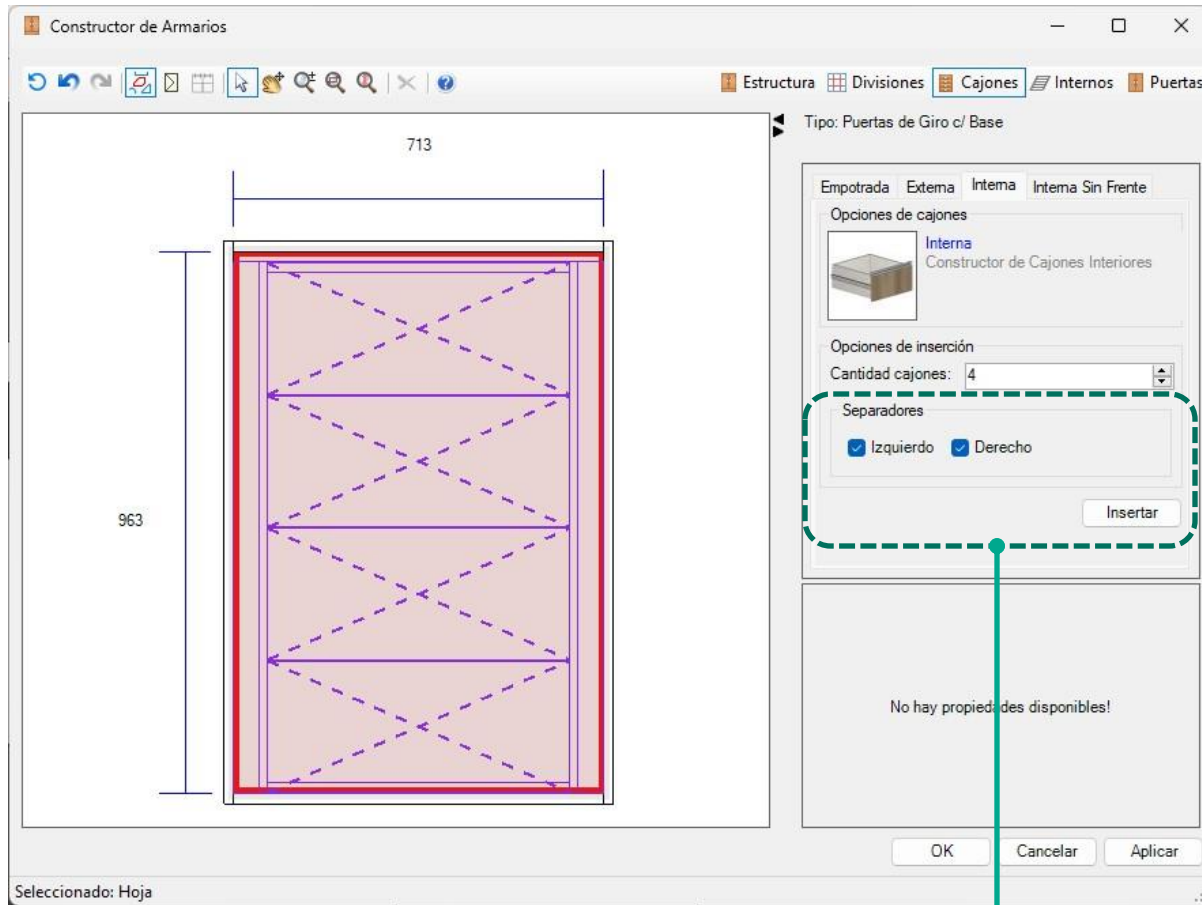 Constructor de Armarios
Estructura Divisiones Cajones Internos Puertas
Tipo: Puertas de Giro c/ Base
713
963
Empotrada Externa Interna Interna Sin Frente
Opciones de cajones
Interna
Constructor de Cajones Interiores
Opciones de inserción
Cantidad cajones: 4
Separadores
Izquierdo Derecho
Insertar
No hay propiedades disponibles!
OK Cancelar Aplicar
Seleccionado: Hoja